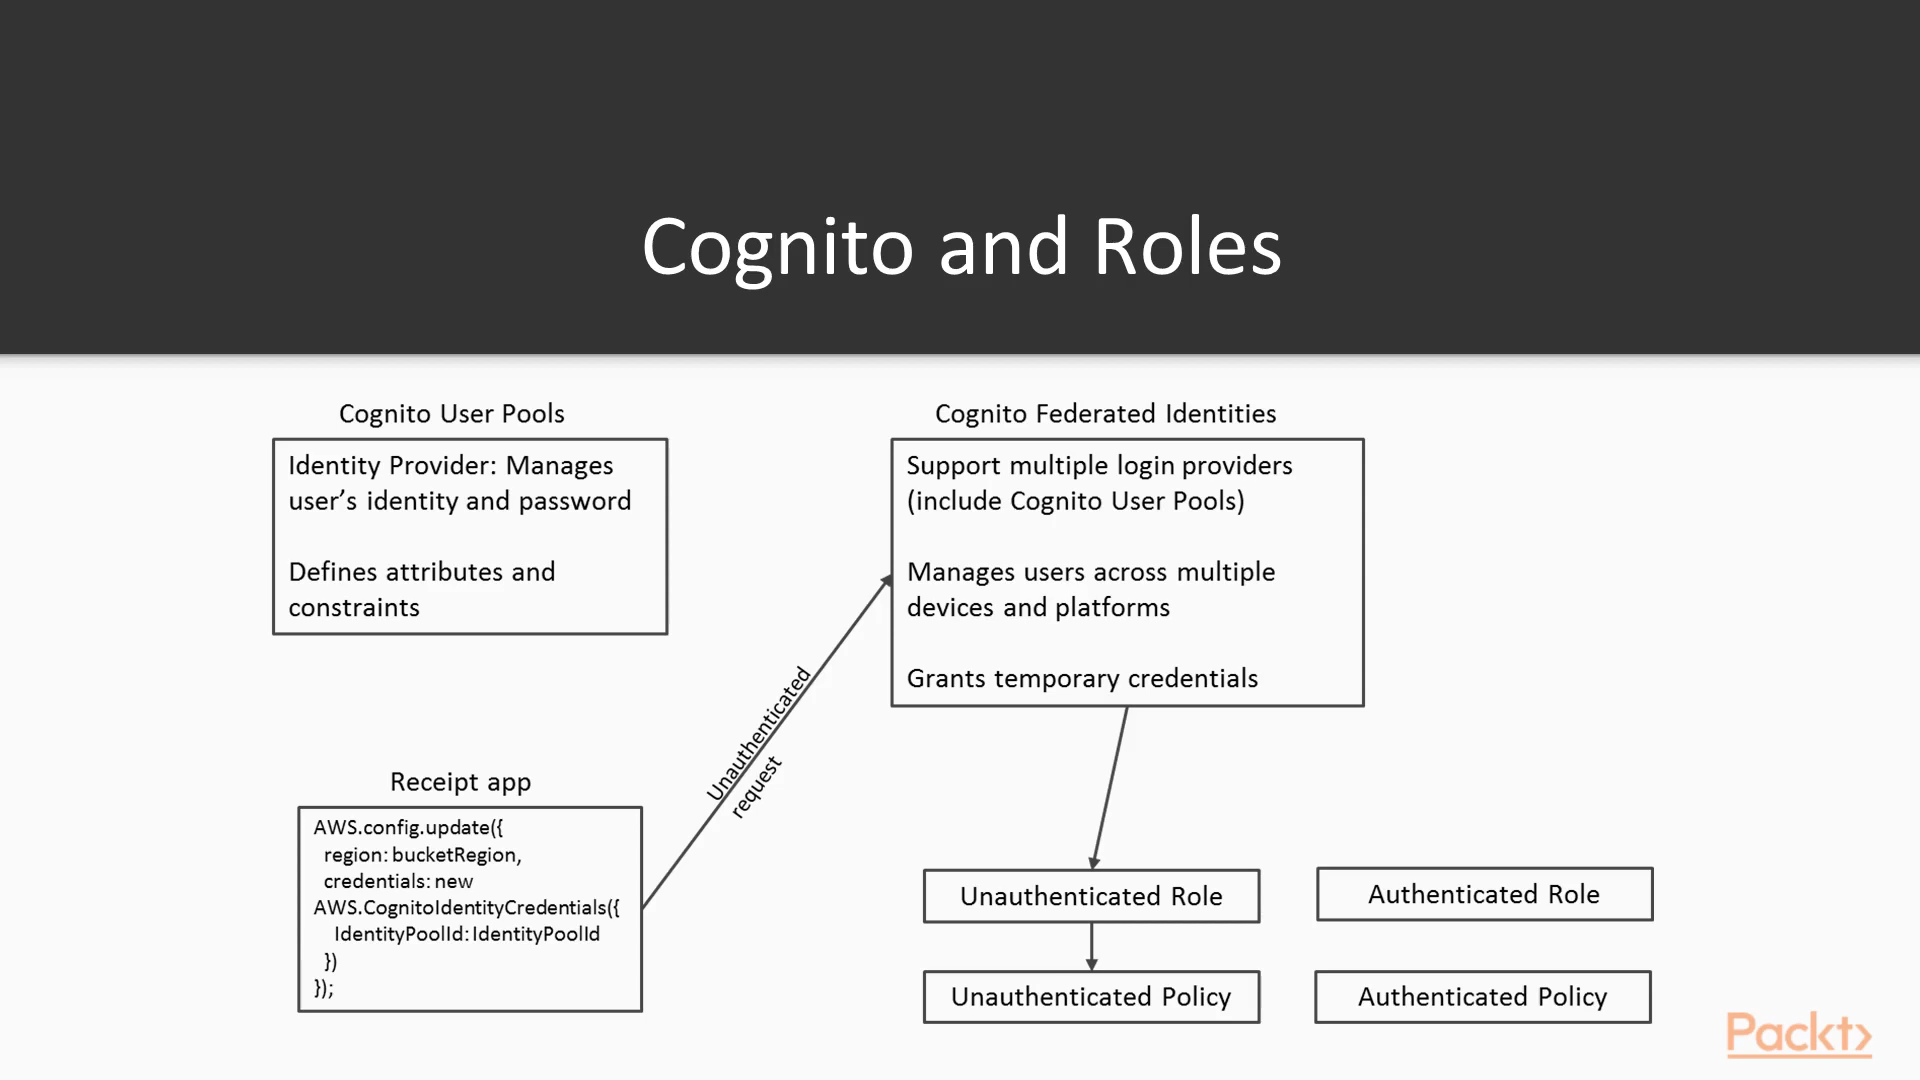 Cognito and Roles
Cognito User Pools
Identity Provider: Manages
user’s identity and password
Defines attributes and
constraints
Cognito Federated Identities
Support multiple login providers
(include Cognito User Pools)
Manages users across multiple
devices and platforms
Grants temporary credentials
Unauthenticated
request
Receipt app
AWS.config.update({
region: bucketRegion,
credentials: new
AWS.CognitoIdentityCredentials({
IdentityPoolId: IdentityPoolId
})
});
Unauthenticated Role
Authenticated Role
Unauthenticated Policy
Authenticated Policy
Packt>